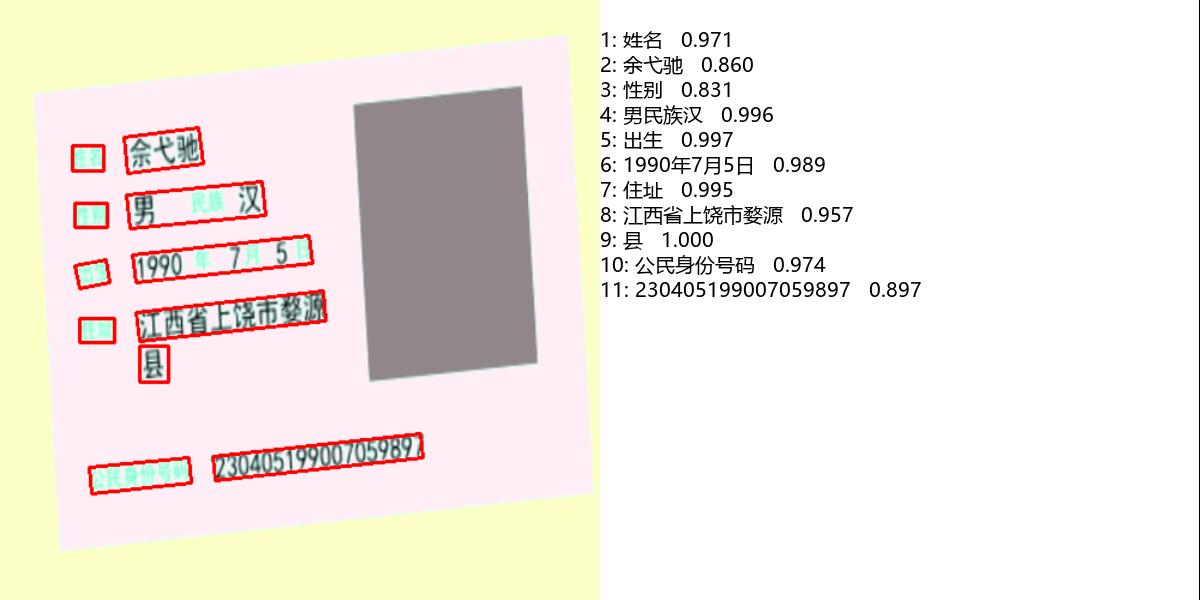 姓名 佘弋驰
性别 男 民族 汉
出生 1990 年 7 月 5 日
住址 江西省上饶市婺源
县
公民身份号码 230405199007059897
1: 姓名 0.971
2: 余弋驰 0.860
3: 性别 0.831
4: 男民族汉 0.996
5: 出生 0.997
6: 1990年7月5日 0.989
7: 住址 0.995
8: 江西省上饶市婺源 0.957
9: 县 1.000
10: 公民身份号码 0.974
11: 230405199007059897 0.897